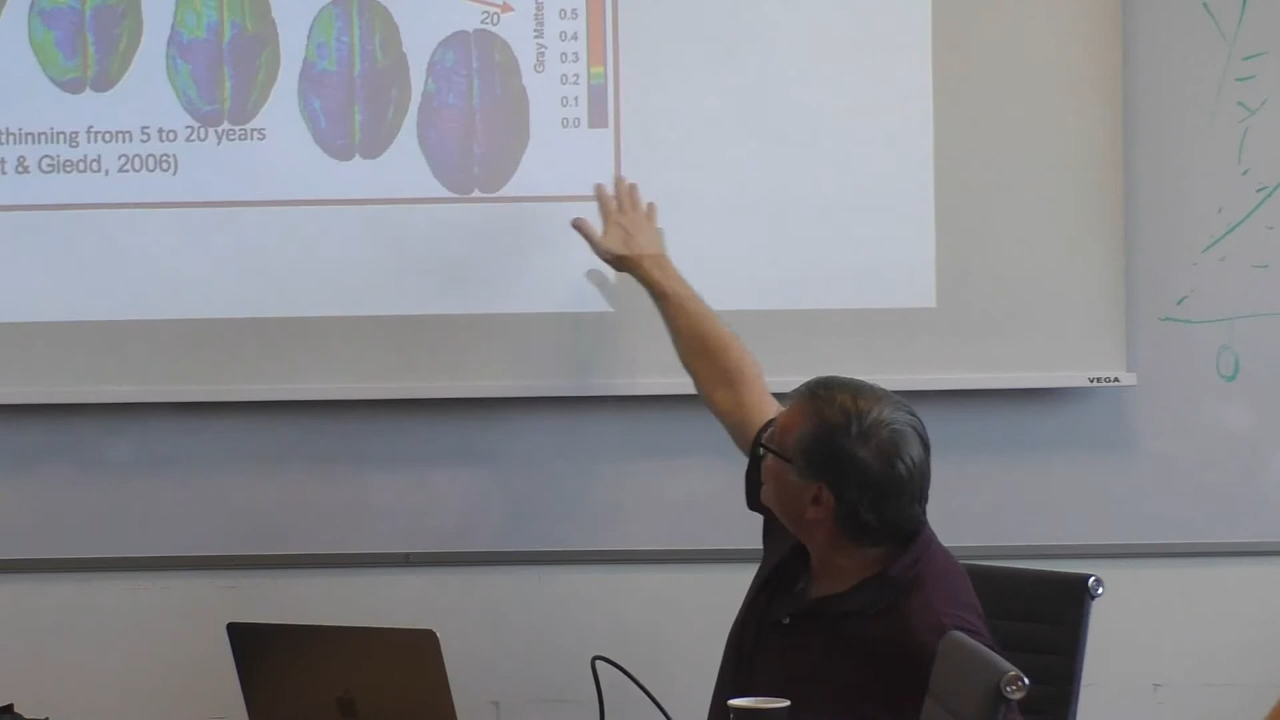 20
Gray Matter
0.5
0.4
0.3
0.2
0.1
0.0
thinning from 5 to 20 years
t & Giedd, 2006)
VEGA
0